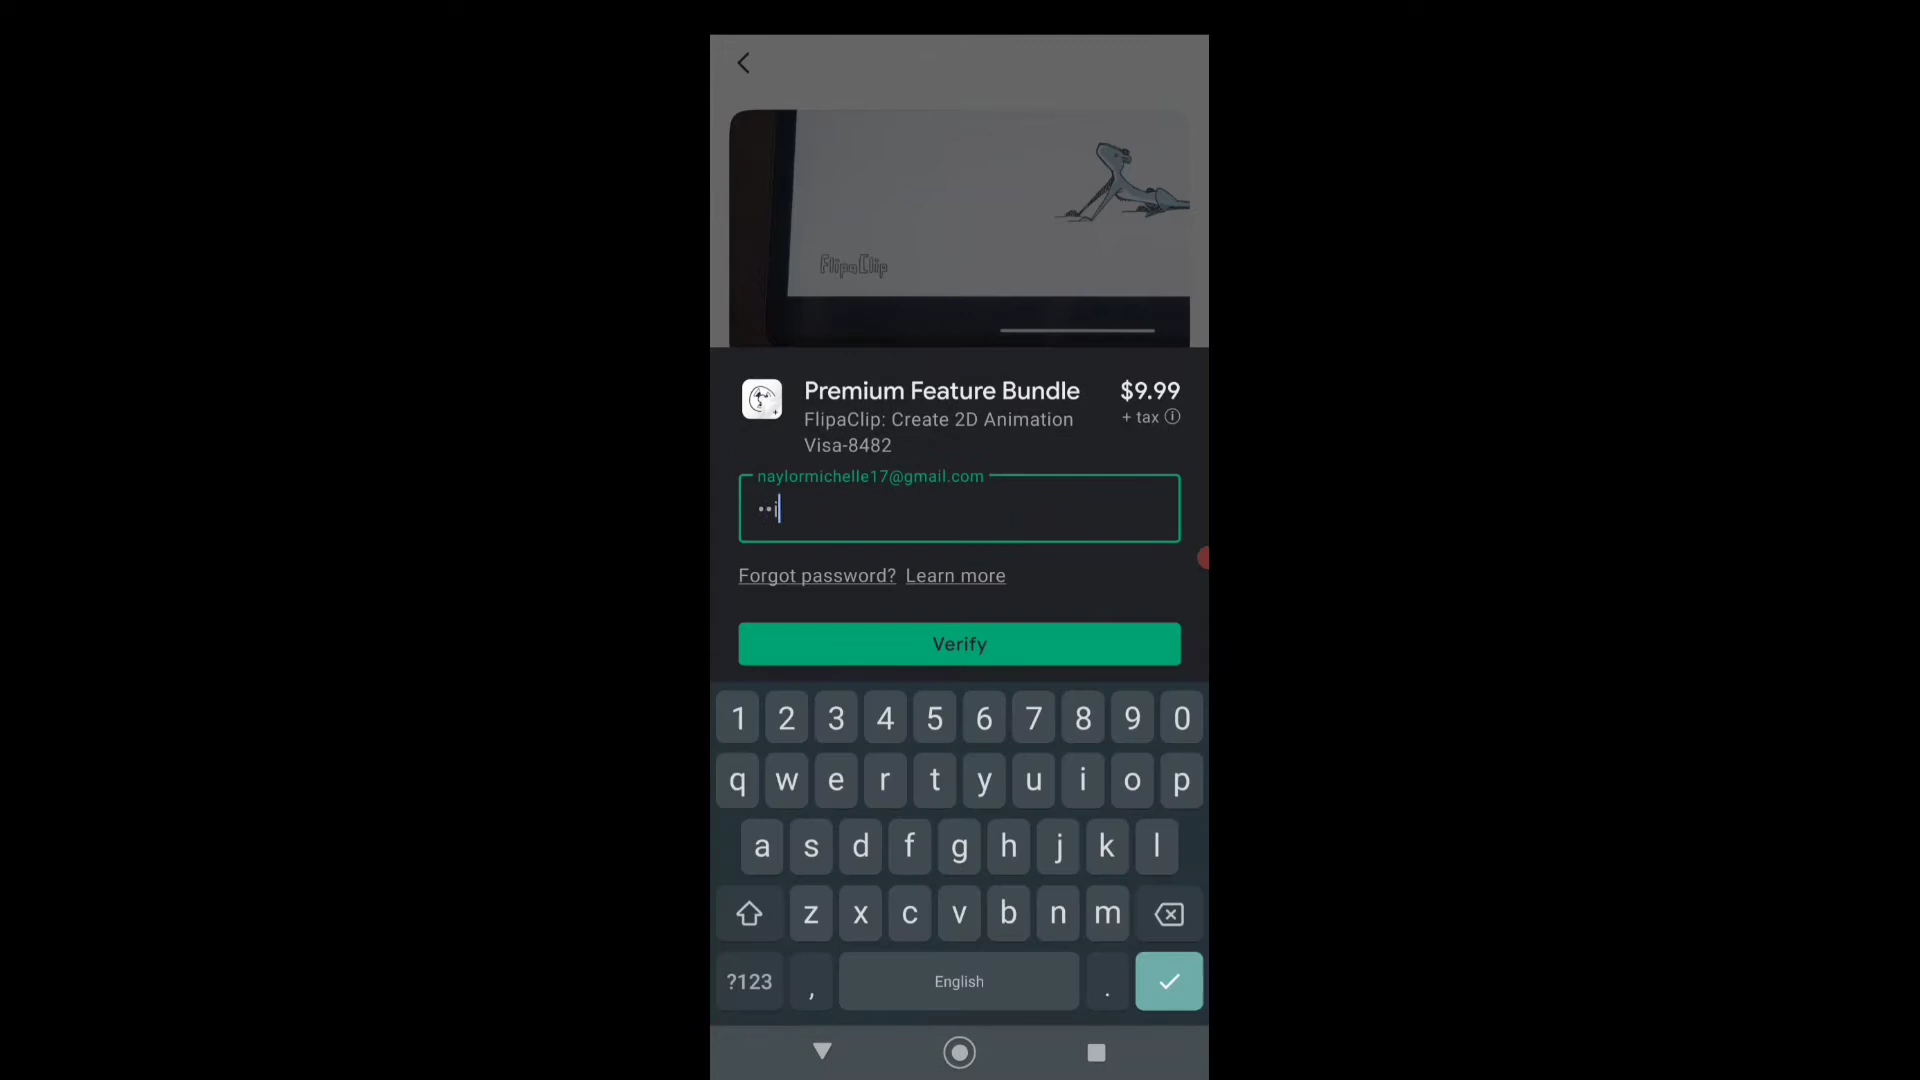 FlipaClip
Premium Feature Bundle $9.99
FlipaClip: Create 2D Animation + tax
Visa-8482
naylormichelle17@gmail.com
••i
Forgot password? Learn more
Verify
1 2 3 4 5 6 7 8 9 0
q w e r t y u i o p
a s d f g h j k l
z x c v b n m
?123 , English .